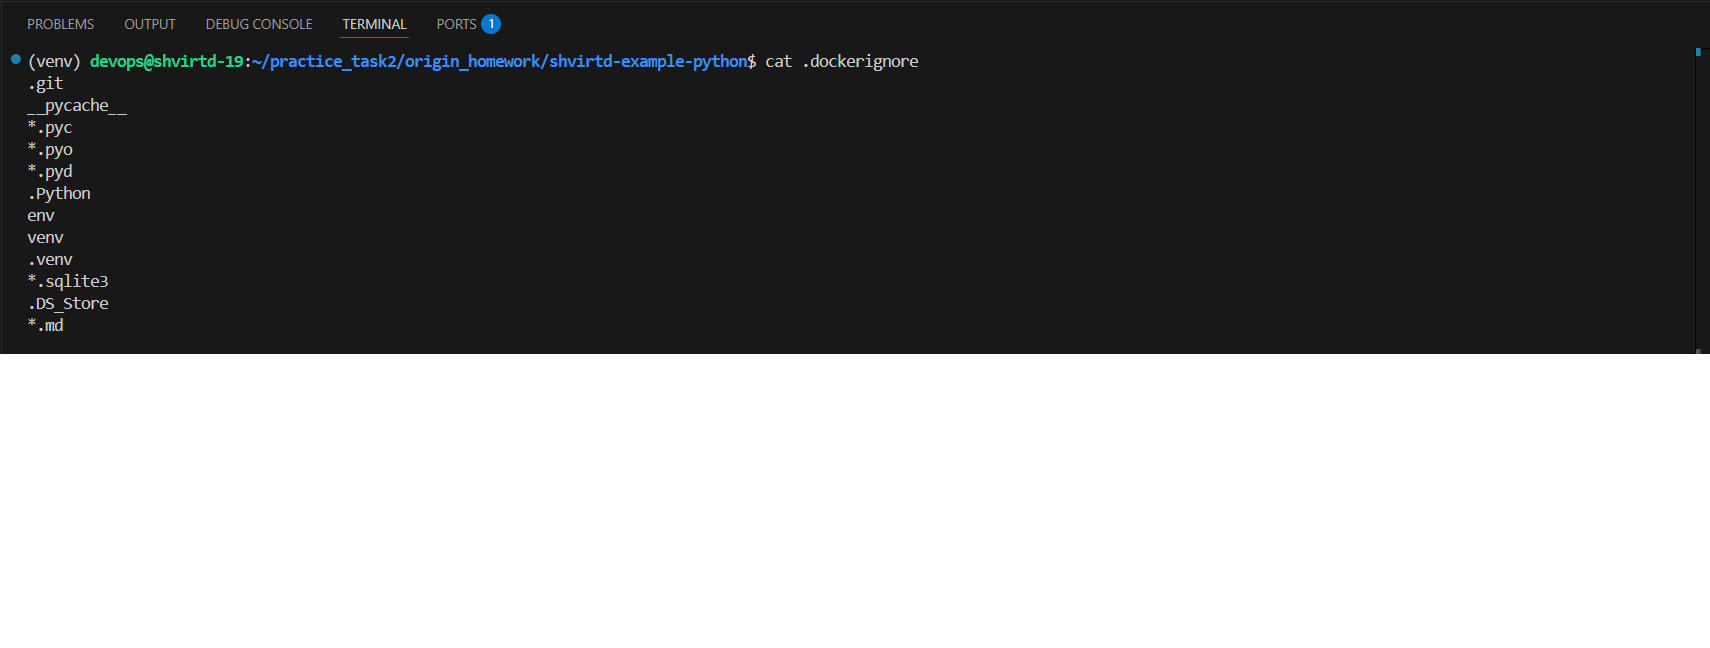 PROBLEMS OUTPUT DEBUG CONSOLE TERMINAL PORTS 1
(venv) devops@shvirtd-19:~/practice_task2/origin_homework/shvirtd-example-python$ cat .dockerignore
.git
__pycache__
*.pyc
*.pyo
*.pyd
.Python
env
venv
.venv
*.sqlite3
.DS_Store
*.md